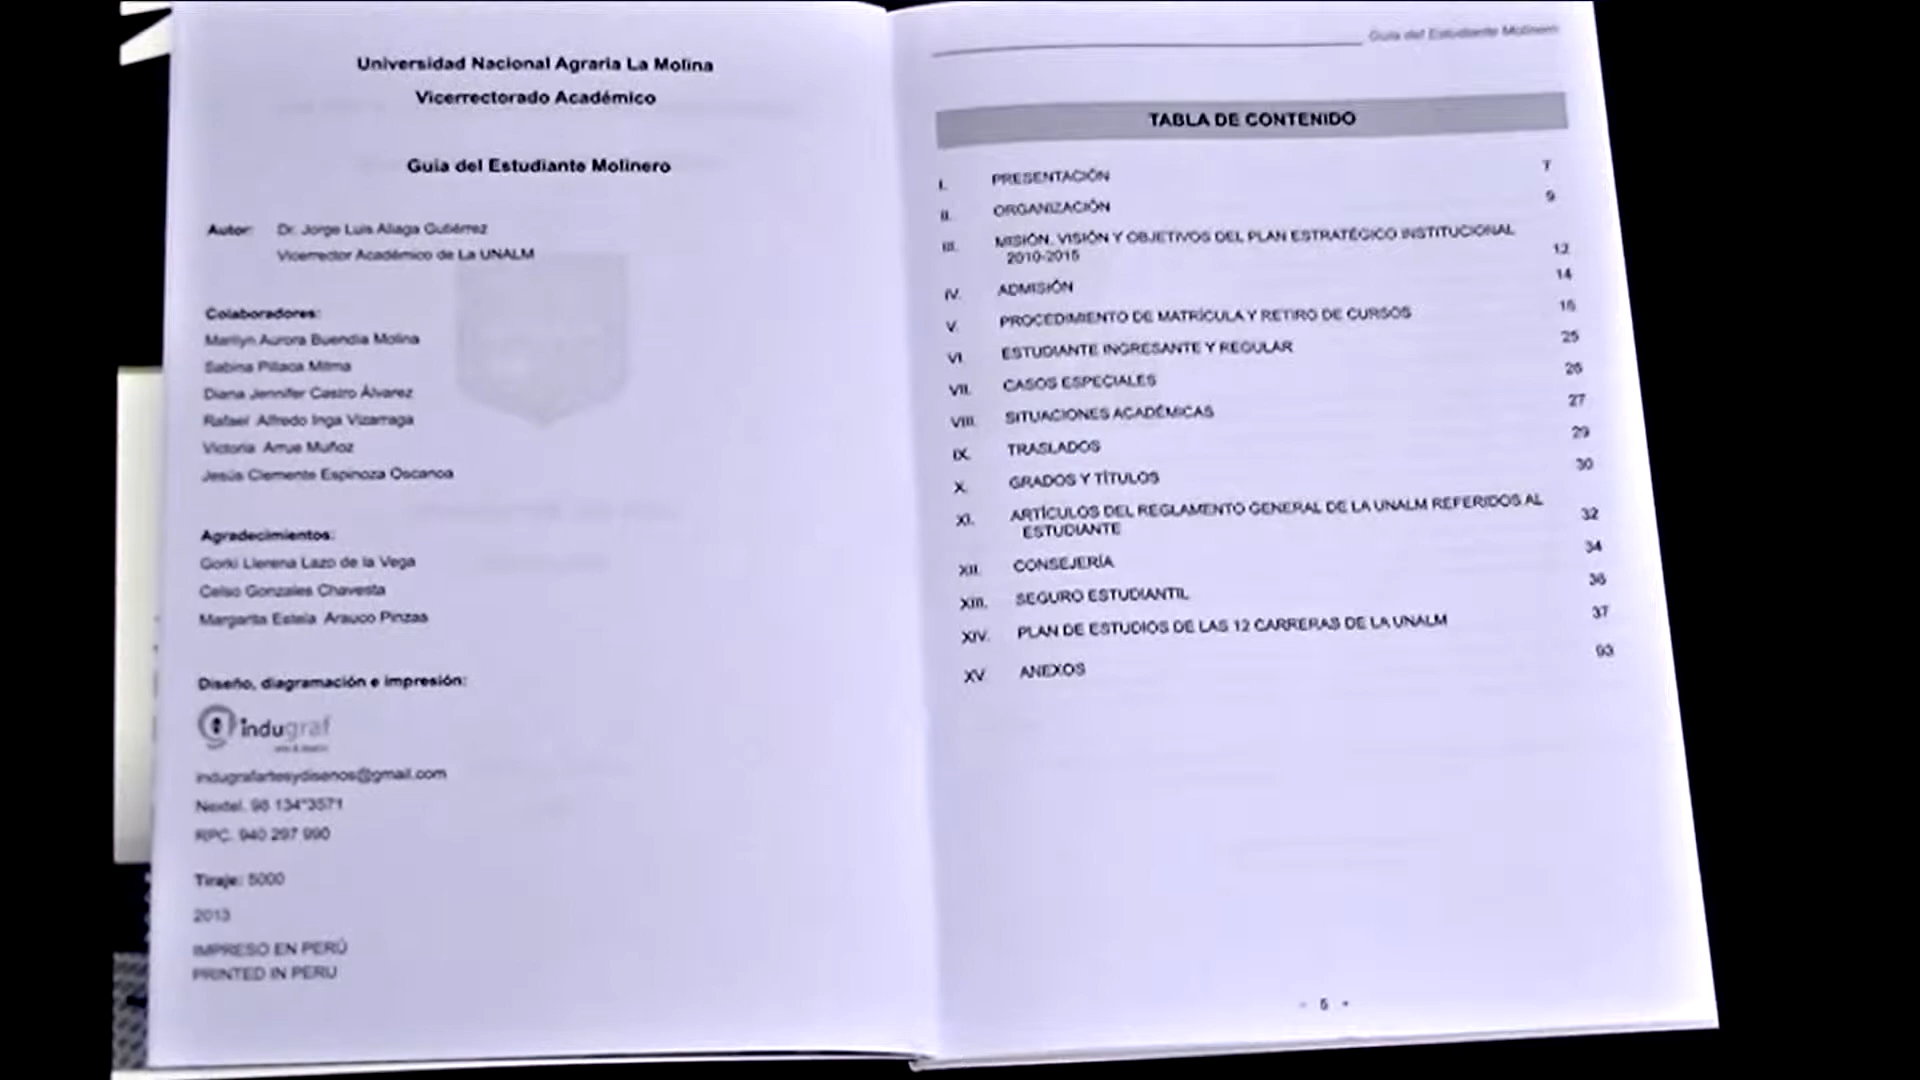 Universidad Nacional Agraria La Molina
Vicerrectorado Académico
Guia del Estudiante Molinero
Autor: Dr. Jorge Luis Aliaga Gutiérrez
Vicerrector Académico de La UNALM
Colaboradores:
Marilyn Aurora Buendia Molina
Sabina Pillaca Mitma
Diana Jennifer Castro Álvarez
Rafael Alfredo Inga Vizarraga
Victoria Arrue Muñoz
Jesús Clemente Espinoza Oscanoa
Agradecimientos:
Gorki Llerena Lazo de la Vega
Celso Gonzales Chavesta
Margarita Estela Arauco Pinzas
Diseño, diagramación e impresión:
indugraf
indugrafartesydisenos@gmail.com
Nextel. 98 134*3571
RPC. 940 297 990
Tiraje: 5000
2013
IMPRESO EN PERÚ
PRINTED IN PERU
Guia del Estudiante Molinero
TABLA DE CONTENIDO
I. PRESENTACIÓN 7
II. ORGANIZACIÓN 9
III. MISIÓN, VISIÓN Y OBJETIVOS DEL PLAN ESTRATÉGICO INSTITUCIONAL
2010-2015 12
IV. ADMISIÓN 14
V. PROCEDIMIENTO DE MATRÍCULA Y RETIRO DE CURSOS
VI. ESTUDIANTE INGRESANTE Y REGULAR 25
VII. CASOS ESPECIALES 26
VIII. SITUACIONES ACADÉMICAS 27
IX. TRASLADOS 29
X. GRADOS Y TÍTULOS 30
XI. ARTÍCULOS DEL REGLAMENTO GENERAL DE LA UNALM REFERIDOS AL
ESTUDIANTE 32
XII. CONSEJERÍA 34
XIII. SEGURO ESTUDIANTIL 36
XIV. PLAN DE ESTUDIOS DE LAS 12 CARRERAS DE LA UNALM 37
XV ANEXOS 93
- 5 -